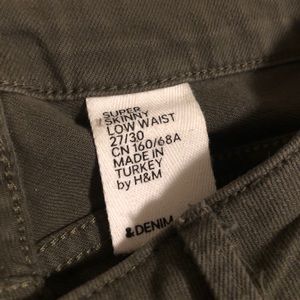 SUPER
SKINNY
LOW WAIST
27/30
CN 160/68A
MADE IN
TURKEY
by H&M
&DENIM